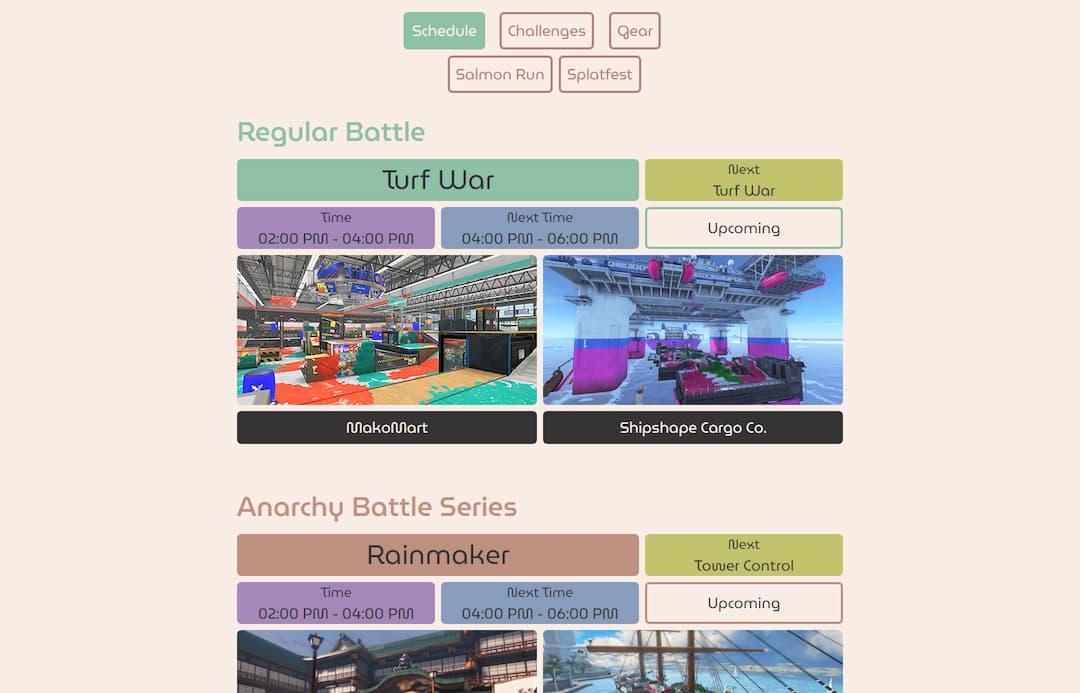 Schedule
Challenges
Gear
Salmon Run
Splatfest
Regular Battle
Turf War
Next
Turf War
Time
02:00 PM - 04:00 PM
Next Time
04:00 PM - 06:00 PM
Upcoming
MakoMart
Shipshape Cargo Co.
Anarchy Battle Series
Rainmaker
Next
Tower Control
Time
02:00 PM - 04:00 PM
Next Time
04:00 PM - 06:00 PM
Upcoming